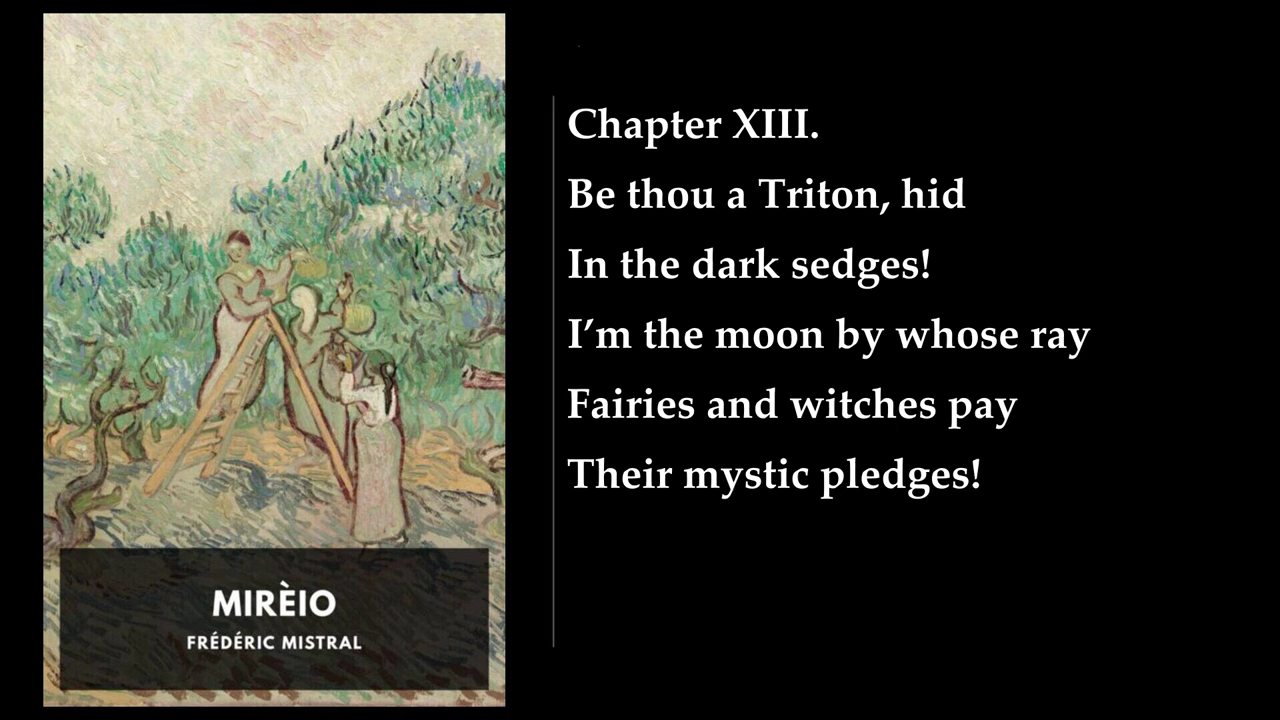 Chapter XIII.
Be thou a Triton, hid
In the dark sedges!
I’m the moon by whose ray
Fairies and witches pay
Their mystic pledges!
MIRÈIO
FRÉDÉRIC MISTRAL